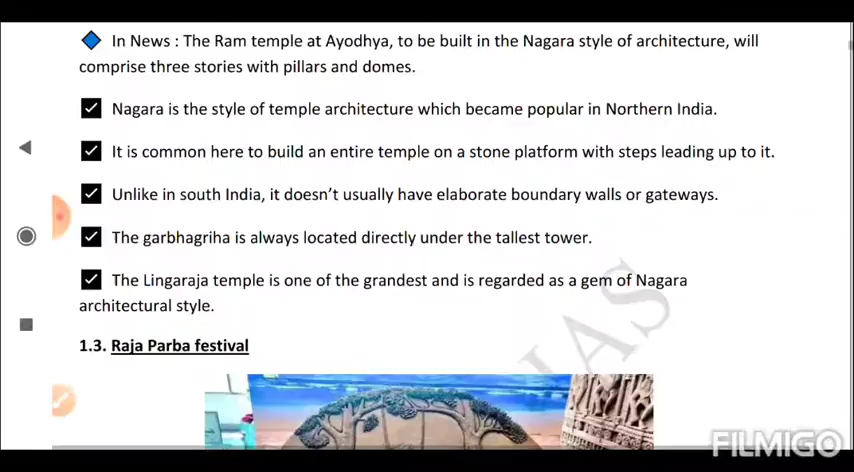 In News : The Ram temple at Ayodhya, to be built in the Nagara style of architecture, will
comprise three stories with pillars and domes.
Nagara is the style of temple architecture which became popular in Northern India.
It is common here to build an entire temple on a stone platform with steps leading up to it.
Unlike in south India, it doesn’t usually have elaborate boundary walls or gateways.
The garbhagriha is always located directly under the tallest tower.
The Lingaraja temple is one of the grandest and is regarded as a gem of Nagara
architectural style.
IAS
1.3. Raja Parba festival
FILMIGO